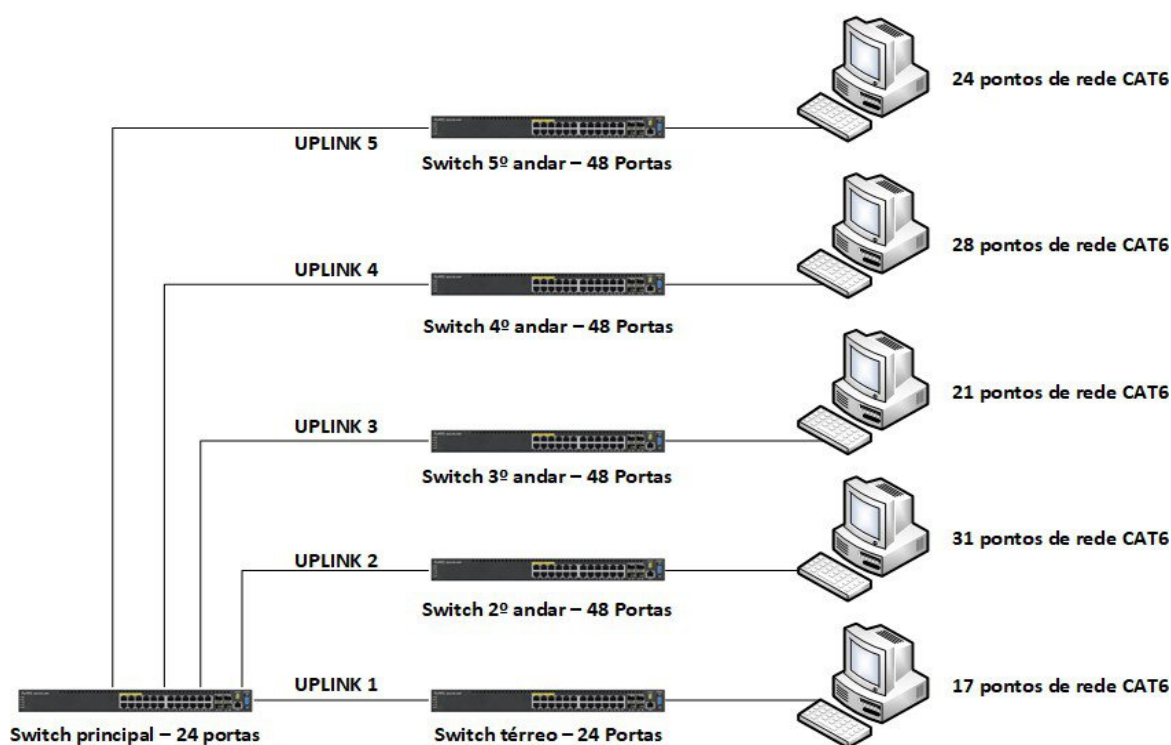 24 pontos de rede CAT6
UPLINK 5
Switch 5º andar – 48 Portas
28 pontos de rede CAT6
UPLINK 4
Switch 4º andar – 48 Portas
21 pontos de rede CAT6
UPLINK 3
Switch 3º andar – 48 Portas
31 pontos de rede CAT6
UPLINK 2
Switch 2º andar – 48 Portas
17 pontos de rede CAT6
UPLINK 1
Switch principal – 24 portas
Switch térreo – 24 Portas